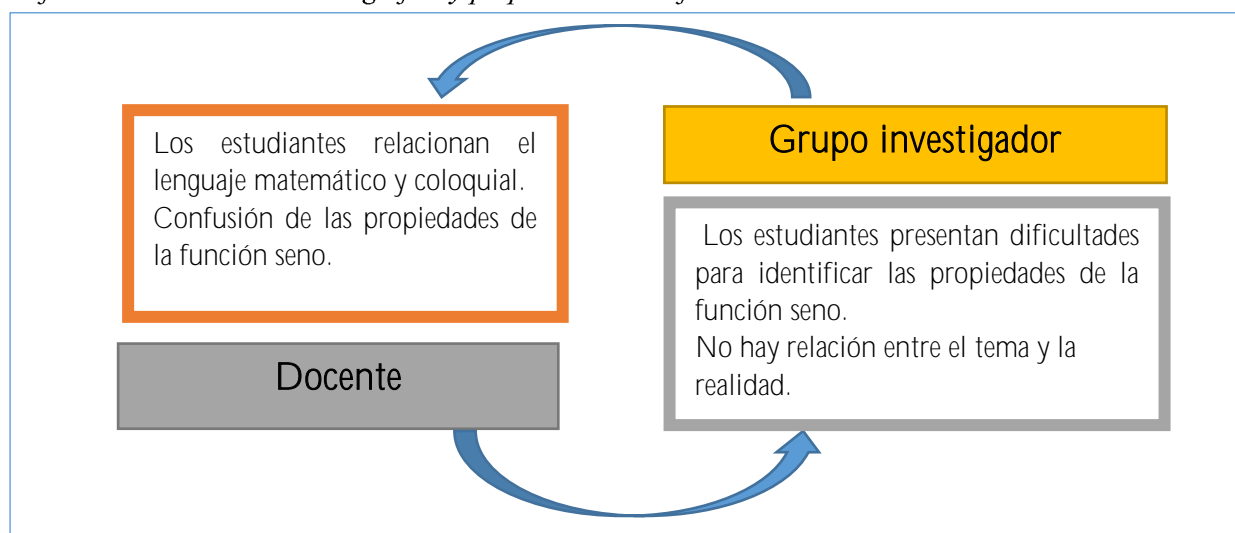 Los estudiantes relacionan el
lenguaje matemático y coloquial.
Confusión de las propiedades de
la función seno.
Docente
Grupo investigador
Los estudiantes presentan dificultades
para identificar las propiedades de la
función seno.
No hay relación entre el tema y la
realidad.